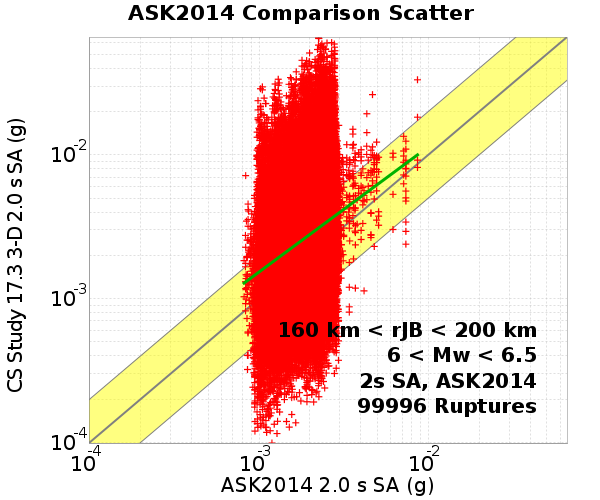 ASK2014 Comparison Scatter
CS Study 17.3 3-D 2.0 s SA (g)
10-2
10-3
10-4
160 km < rJB < 200 km
6 < Mw < 6.5
2s SA, ASK2014
99996 Ruptures
10-4 10-3 10-2
ASK2014 2.0 s SA (g)